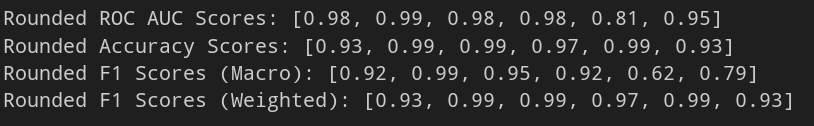 Rounded ROC AUC Scores: [0.98, 0.99, 0.98, 0.98, 0.81, 0.95]
Rounded Accuracy Scores: [0.93, 0.99, 0.99, 0.97, 0.99, 0.93]
Rounded F1 Scores (Macro): [0.92, 0.99, 0.95, 0.92, 0.62, 0.79]
Rounded F1 Scores (Weighted): [0.93, 0.99, 0.99, 0.97, 0.99, 0.93]